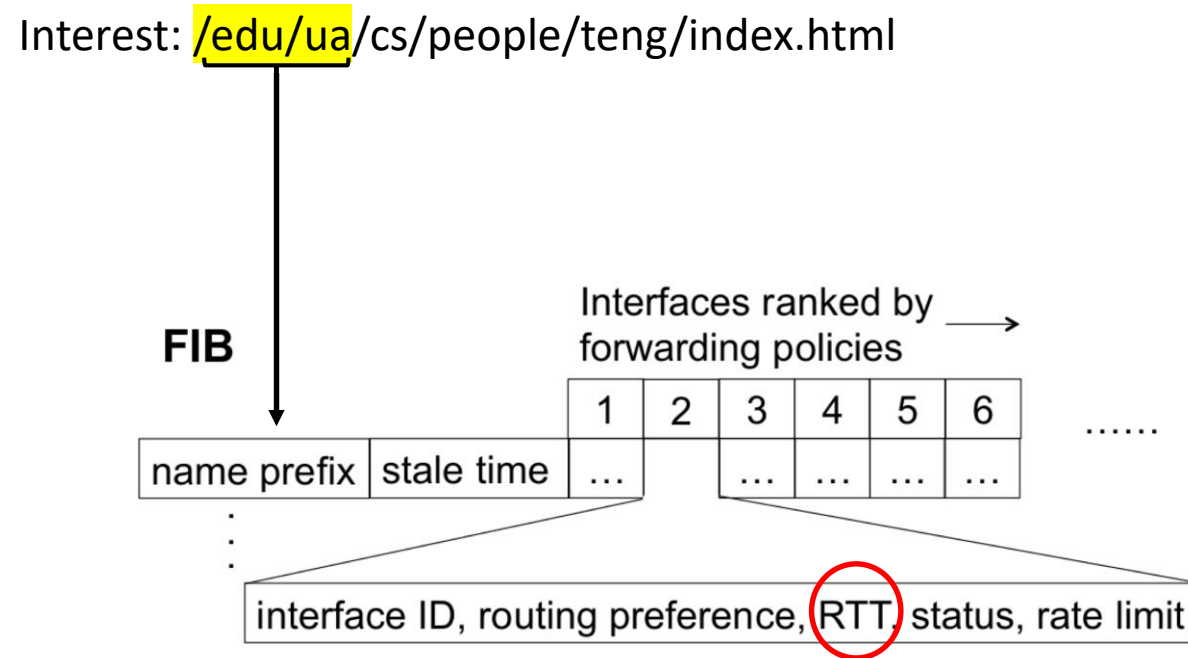 Interest: /edu/ua/cs/people/teng/index.html
Interfaces ranked by
forwarding policies
FIB
1 2 3 4 5 6 ......
name prefix stale time ... ... ... ... ...
interface ID, routing preference, RTT, status, rate limit